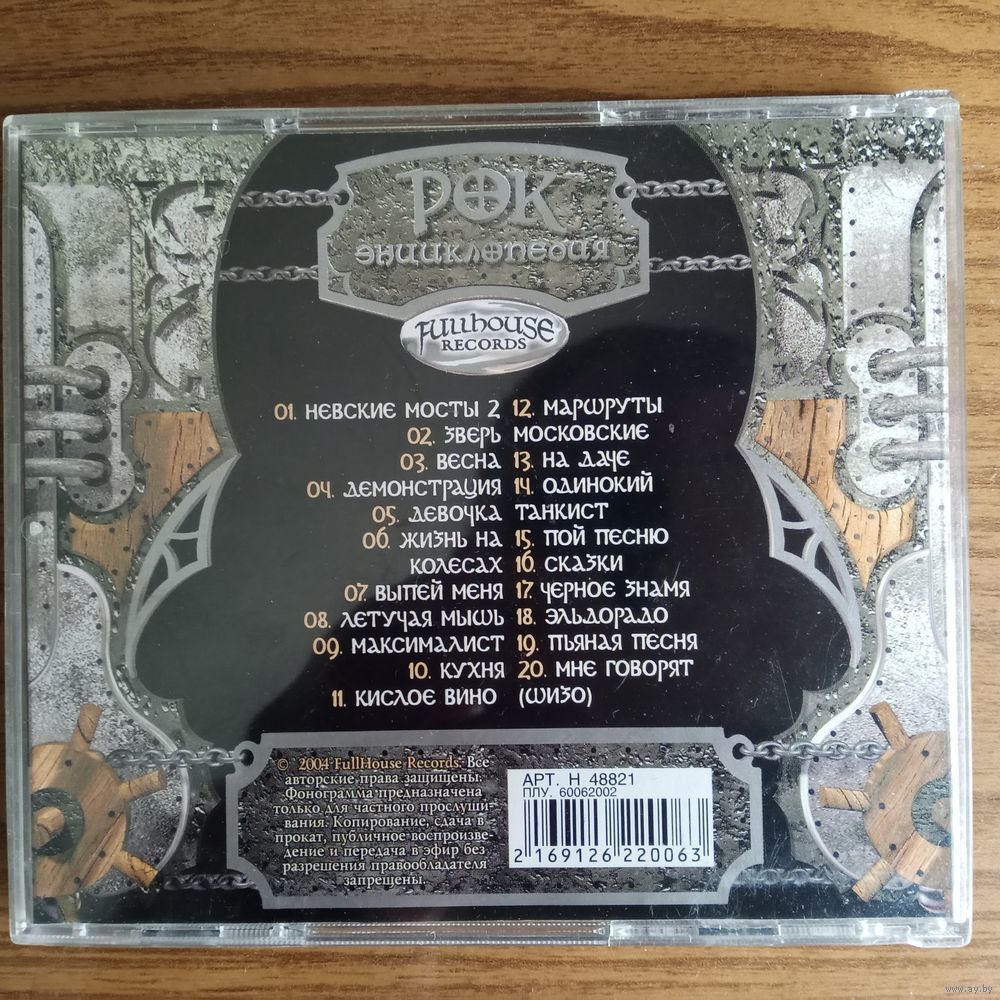 РОК
ЭНЦИКЛОПЕДИЯ
FullHouse
RECORDS
01. НЕВСКИЕ МОСТЫ 2
02. ЗВЕРЬ
03. ВЕСНА
04. ДЕМОНСТРАЦИЯ
05. ДЕВОЧКА
06. ЖИЗНЬ НА
КОЛЕСАХ
07. ВЫПЕЙ МЕНЯ
08. ЛЕТУЧАЯ МЫШЬ
09. МАКСИМАЛИСТ
10. КУХНЯ
11. КИСЛОЕ ВИНО
12. МАРШРУТЫ
МОСКОВСКИЕ
13. НА ДАЧЕ
14. ОДИНОКИЙ
ТАНКИСТ
15. ПОЙ ПЕСНЮ
16. СКАЗКИ
17. ЧЕРНОЕ ЗНАМЯ
18. ЭЛЬДОРАДО
19. ПЬЯНАЯ ПЕСНЯ
20. МНЕ ГОВОРЯТ
(ШИЗО)
© 2004 FullHouse Records. Все
авторские права защищены.
Фонограмма предназначена
только для частного прослуши-
вания. Копирование, сдача в
прокат, публичное воспроизве-
дение и передача в эфир без
разрешения правообладателя
запрещены.
АРТ. Н 48821
ПЛУ. 60062002
2 169126 220063
www.ay.by